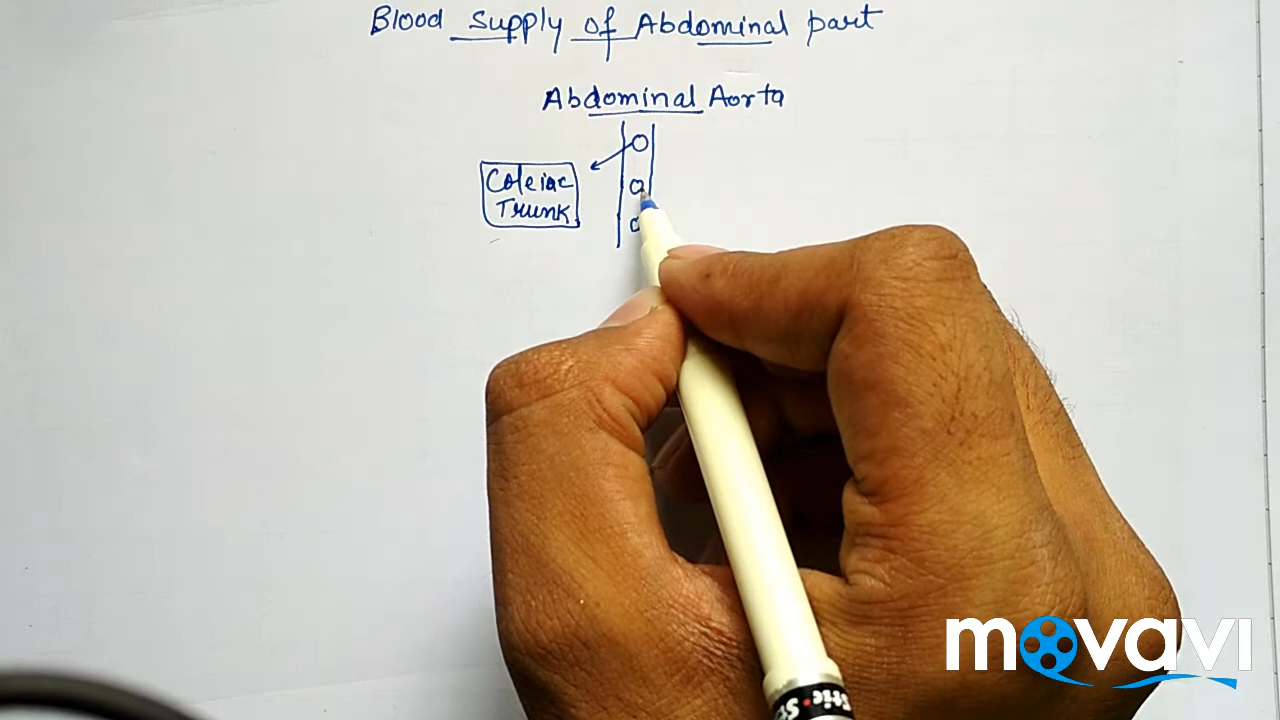 Blood Supply of Abdominal part
Abdominal Aorta
Coleiac
Trunk
movavi